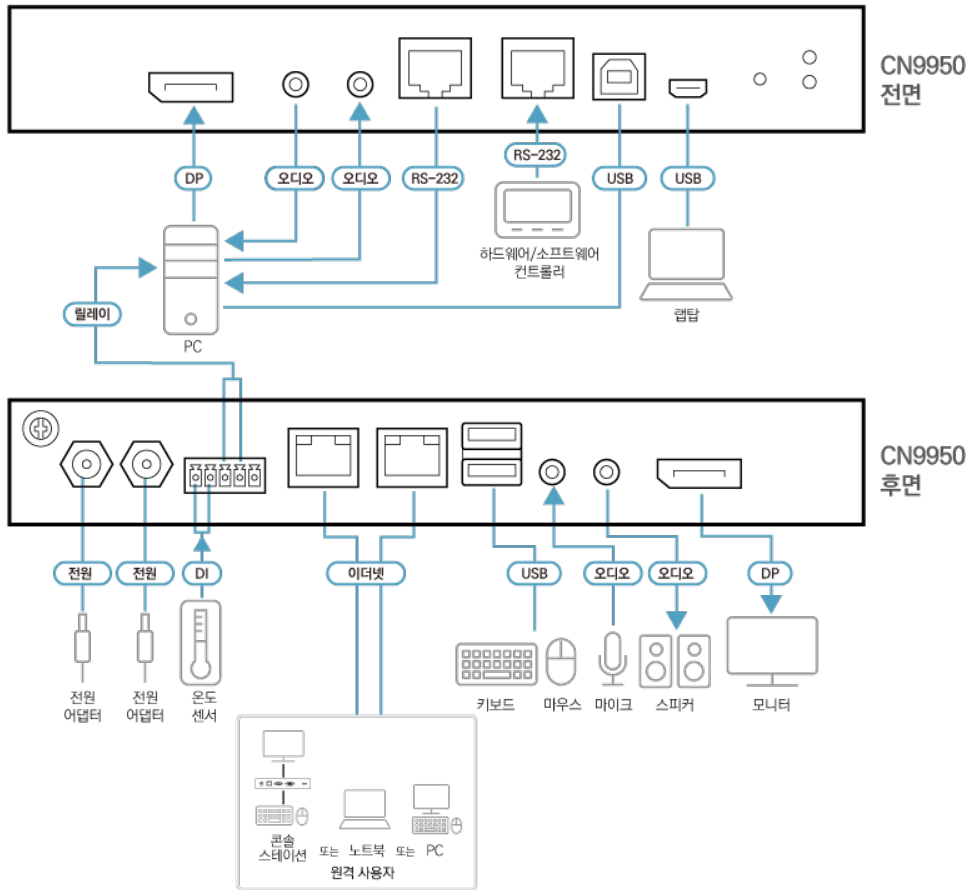 CN9950
전면
DP
오디오
오디오
RS-232
RS-232
USB
USB
하드웨어/소프트웨어
컨트롤러
랩탑
릴레이
PC
CN9950
후면
전원
전원
DI
이더넷
USB
오디오
오디오
DP
전원
어댑터
전원
어댑터
온도
센서
키보드
마우스
마이크
스피커
모니터
콘솔
스테이션
또는
노트북
또는
PC
원격 사용자